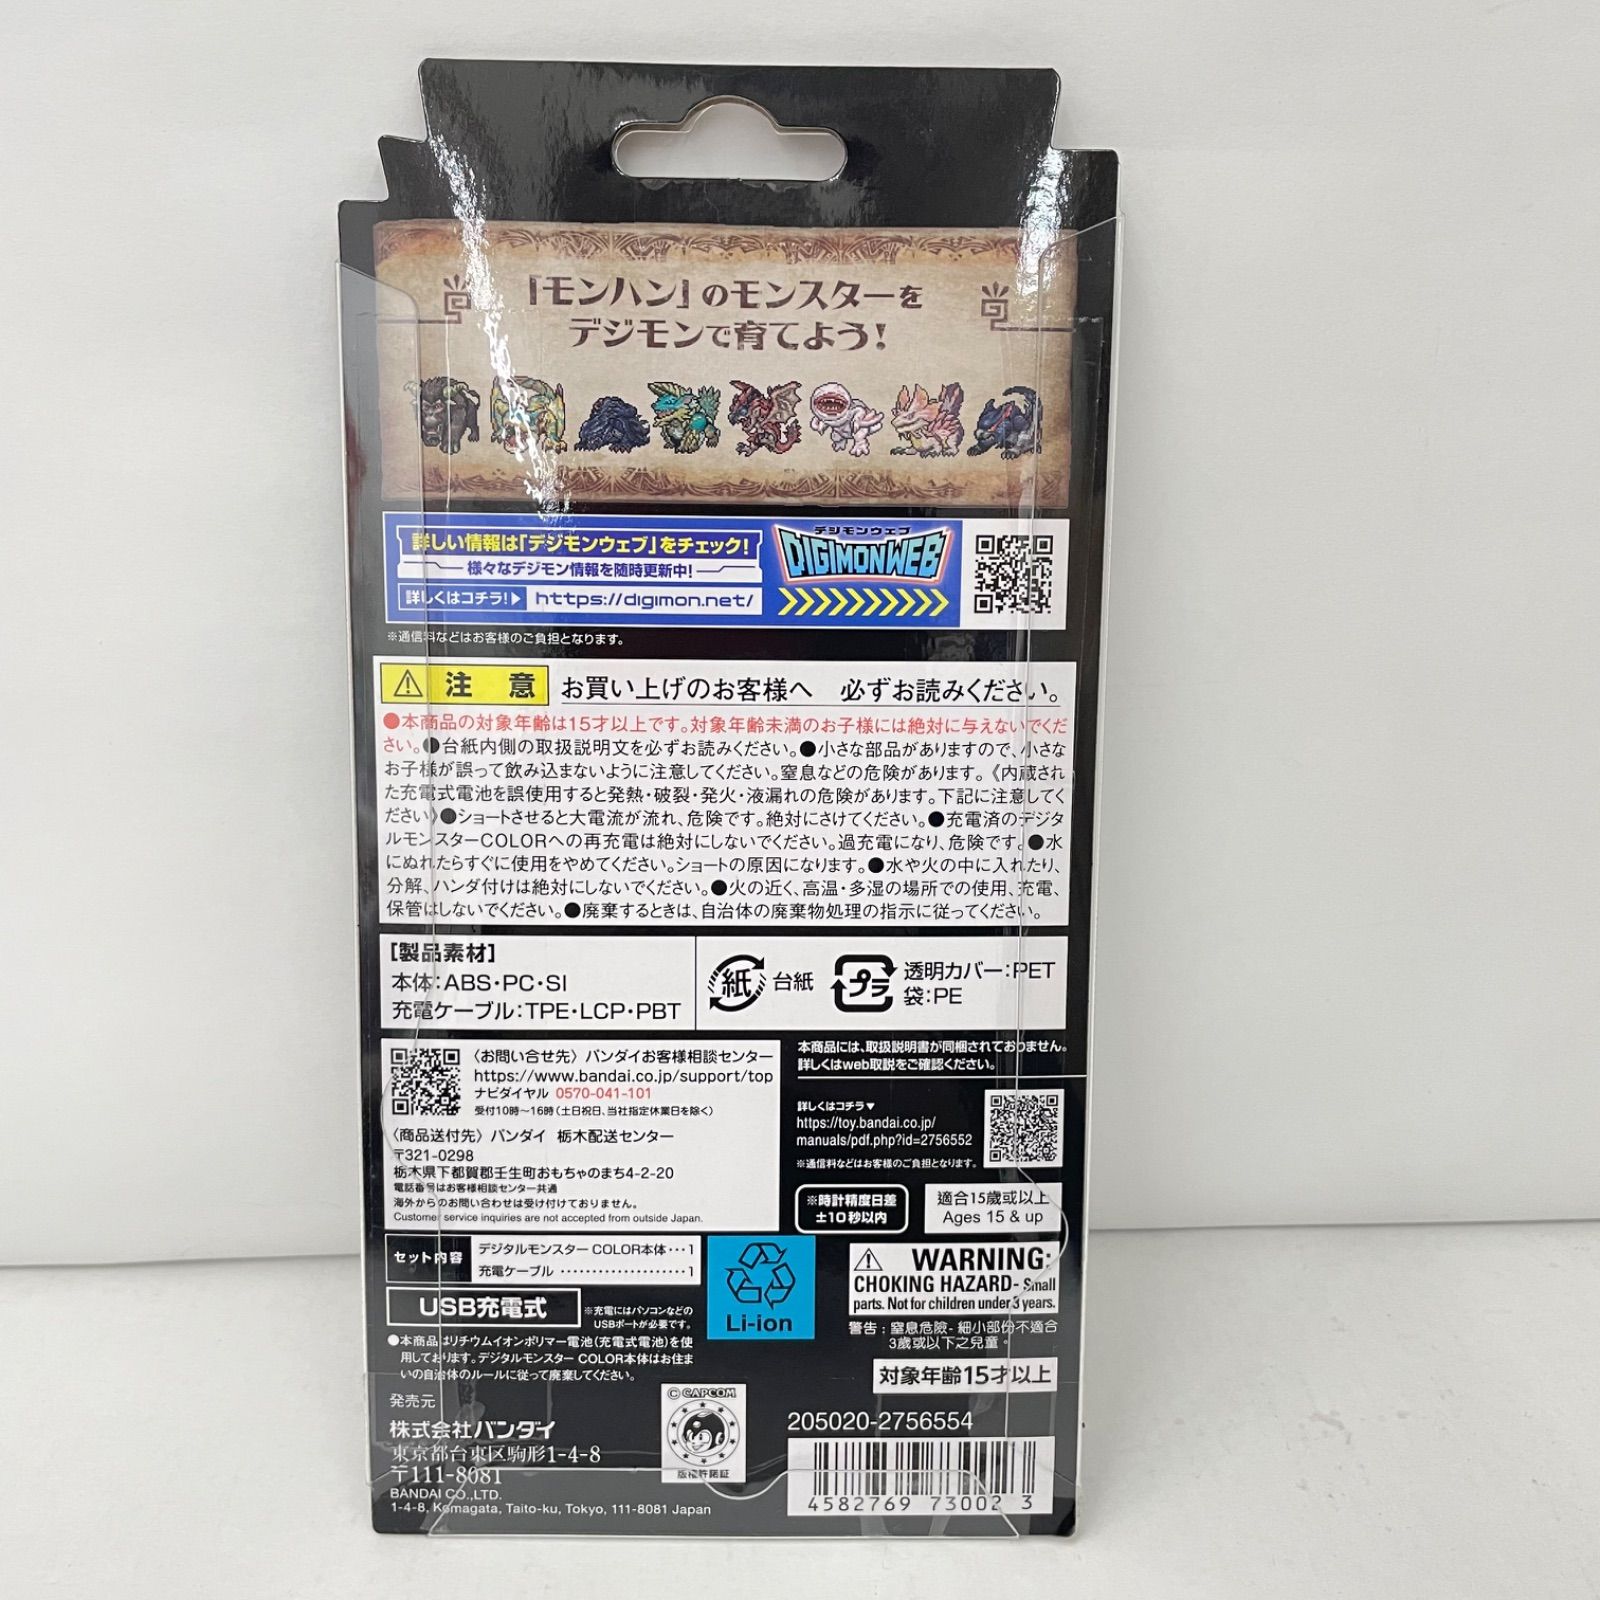 「モンハン」のモンスターを
デジモンで育てよう!
詳しい情報は「デジモンウェブ」をチェック!
様々なデジモン情報を随時更新中!
詳しくはコチラ!▶ https://digimon.net/
デジモンウェブ
DIGIMONWEB
※通信料などはお客様のご負担となります。
⚠注 意 お買い上げのお客様へ 必ずお読みください。
●本商品の対象年齢は15才以上です。対象年齢未満のお子様には絶対に与えないでくだ
さい。●台紙内側の取扱説明文を必ずお読みください。●小さな部品がありますので、小さな
お子様が誤って飲み込まないように注意してください。窒息などの危険があります。《内蔵され
た充電式電池を誤使用すると発熱・破裂・発火・液漏れの危険があります。下記に注意してく
ださい》●ショートさせると大電流が流れ、危険です。絶対にさけてください。●充電済のデジタ
ルモンスターCOLORへの再充電は絶対にしないでください。過充電になり、危険です。●水
にぬれたらすぐに使用をやめてください。ショートの原因になります。●水や火の中に入れたり、
分解、ハンダ付けは絶対にしないでください。●火の近く、高温・多湿の場所での使用、充電、
保管はしないでください。●廃棄するときは、自治体の廃棄物処理の指示に従ってください。
[製品素材]
本体:ABS・PC・SI
充電ケーブル:TPE・LCP・PBT
紙 台紙
プラ 透明カバー:PET
袋:PE
〈お問い合せ先〉バンダイお客様相談センター
https://www.bandai.co.jp/support/top
ナビダイヤル 0570-041-101
受付10時〜16時(土日祝日、当社指定休業日を除く)
〈商品送付先〉バンダイ 栃木配送センター
〒321-0298
栃木県下都賀郡壬生町おもちゃのまち4-2-20
電話番号はお客様相談センター共通
海外からのお問い合わせは受け付けておりません。
Customer service inquiries are not accepted from outside Japan.
本商品には、取扱説明書が同梱されておりません。
詳しくはweb取説をご確認ください。
詳しくはコチラ▼
https://toy.bandai.co.jp/
manuals/pdf.php?id=2756552
※通信料などはお客様のご負担となります。
※時計精度日差
±10秒以内
適合15歲或以上
Ages 15 & up
セット内容
デジタルモンスター COLOR本体・・・1
充電ケーブル・・・・・・・・・・・・・・・・・・・・1
USB充電式
※充電にはパソコンなどの
USBポートが必要です。
●本商品はリチウムイオンポリマー電池(充電式電池)を使
用しております。デジタルモンスター COLOR本体はお住ま
いの自治体のルールに従って廃棄してください。
Li-ion
⚠ WARNING:
CHOKING HAZARD- Small
parts. Not for children under 3 years.
警告:窒息危險-細小部份不適合
3歲或以下之兒童。
対象年齢15才以上
発売元
株式会社バンダイ
東京都台東区駒形1-4-8
〒111-8081
BANDAI CO.,LTD.
1-4-8, Komagata, Taito-ku, Tokyo, 111-8081 Japan
© CAPCOM
版権許諾証
205020-2756554
4582769 73002 3